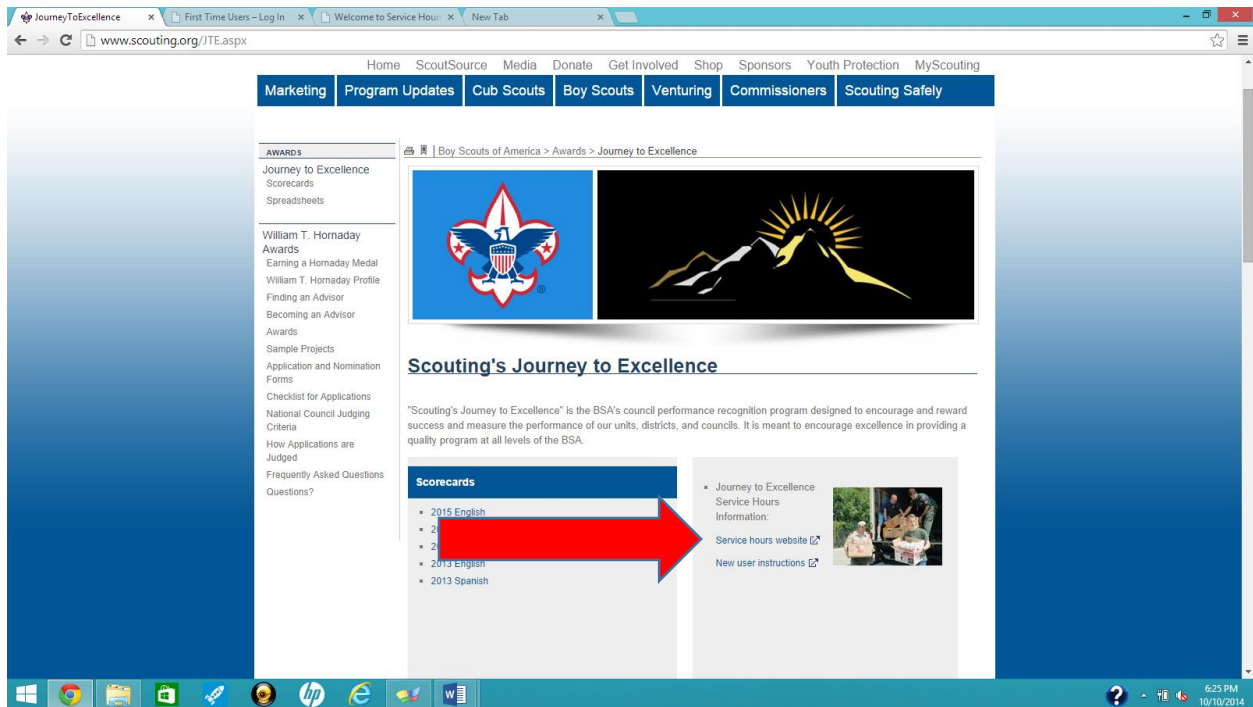 JourneyToExcellence
First Time Users – Log In
Welcome to Service Hour
New Tab
www.scouting.org/JTE.aspx
Home ScoutSource Media Donate Get Involved Shop Sponsors Youth Protection MyScouting
Marketing Program Updates Cub Scouts Boy Scouts Venturing Commissioners Scouting Safely
AWARDS
Journey to Excellence
Scorecards
Spreadsheets
William T. Hornaday
Awards
Earning a Hornaday Medal
William T. Hornaday Profile
Finding an Advisor
Becoming an Advisor
Awards
Sample Projects
Application and Nomination
Forms
Checklist for Applications
National Council Judging
Criteria
How Applications are
Judged
Frequently Asked Questions
Questions?
| Boy Scouts of America > Awards > Journey to Excellence
Scouting's Journey to Excellence
"Scouting's Journey to Excellence" is the BSA's council performance recognition program designed to encourage and reward
success and measure the performance of our units, districts, and councils. It is meant to encourage excellence in providing a
quality program at all levels of the BSA.
Scorecards
2015 English
2013 English
2013 Spanish
Journey to Excellence
Service Hours
Information:
Service hours website
New user instructions
6:25 PM
10/10/2014